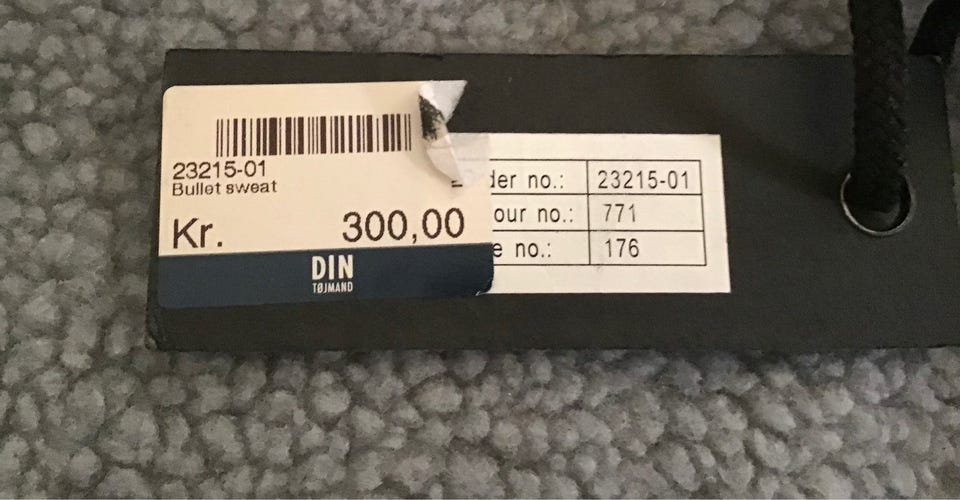 23215-01
Bullet sweat
Kr. 300,00
DIN
TØJMAND
der no.: 23215-01
our no.: 771
e no.: 176